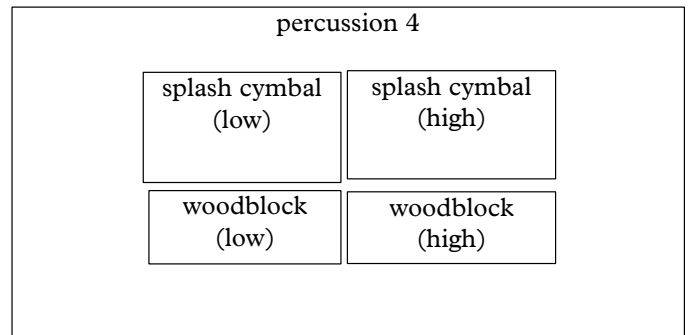 percussion 4
splash cymbal
(low)
splash cymbal
(high)
woodblock
(low)
woodblock
(high)